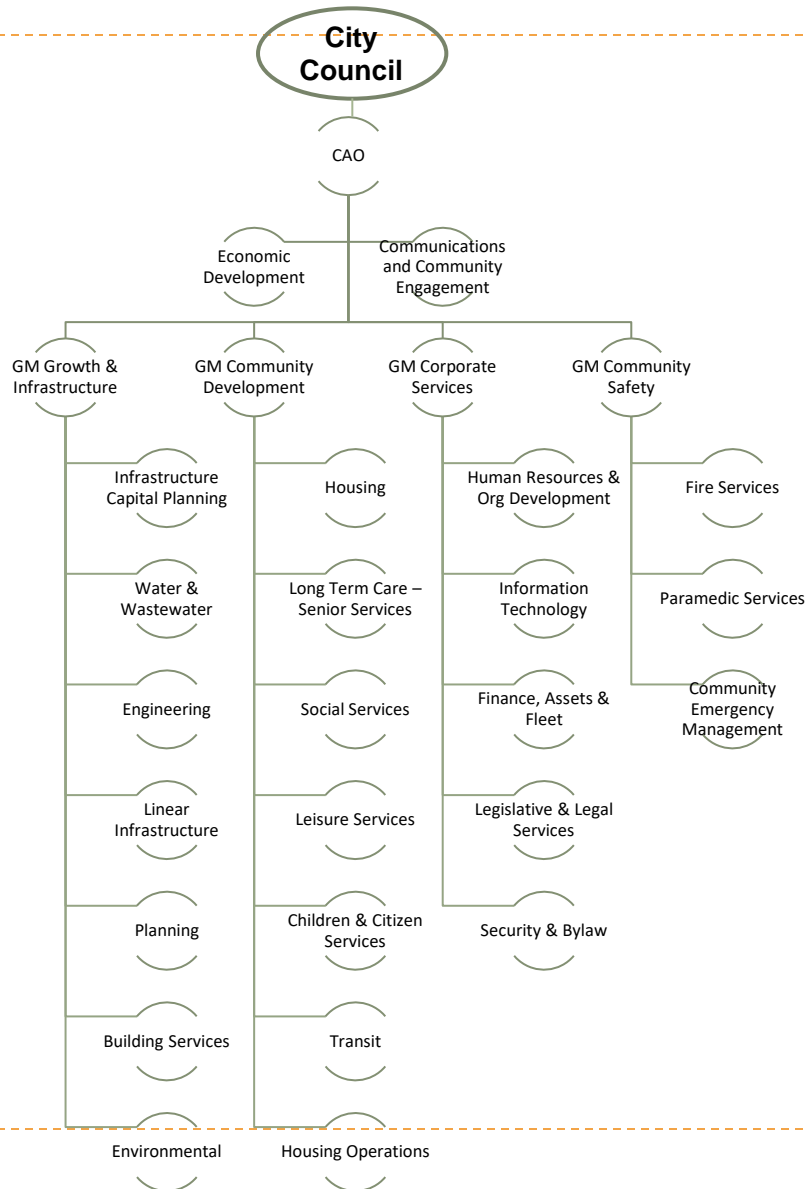 City
Council
CAO
Economic
Development
Communications
and Community
Engagement
GM Growth &
Infrastructure
GM Community
Development
GM Corporate
Services
GM Community
Safety
Infrastructure
Capital Planning
Housing
Human Resources &
Org Development
Fire Services
Water &
Wastewater
Long Term Care –
Senior Services
Information
Technology
Paramedic Services
Engineering
Social Services
Finance, Assets &
Fleet
Community
Emergency
Management
Linear
Infrastructure
Leisure Services
Legislative & Legal
Services
Planning
Children & Citizen
Services
Security & Bylaw
Building Services
Transit
Environmental
Housing Operations